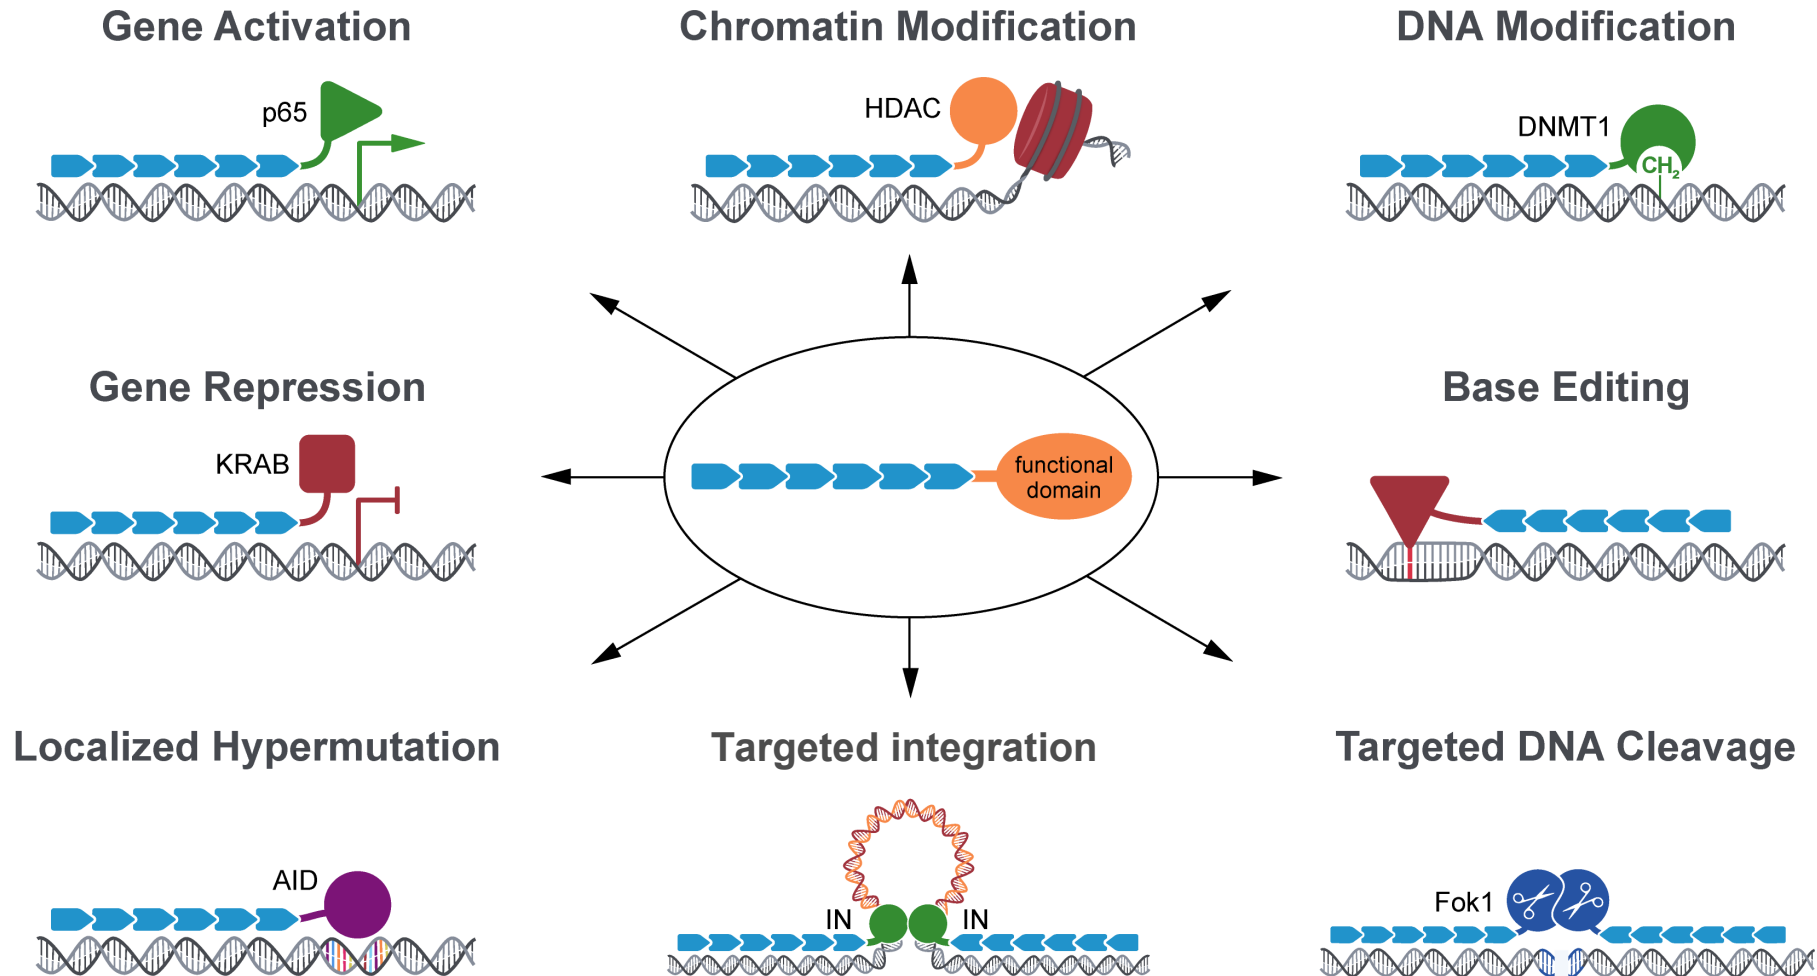 Gene Activation
Chromatin Modification
DNA Modification
p65
HDAC
DNMT1
CH2
Gene Repression
Base Editing
KRAB
functional
domain
Localized Hypermutation
Targeted integration
Targeted DNA Cleavage
AID
IN
IN
Fok1